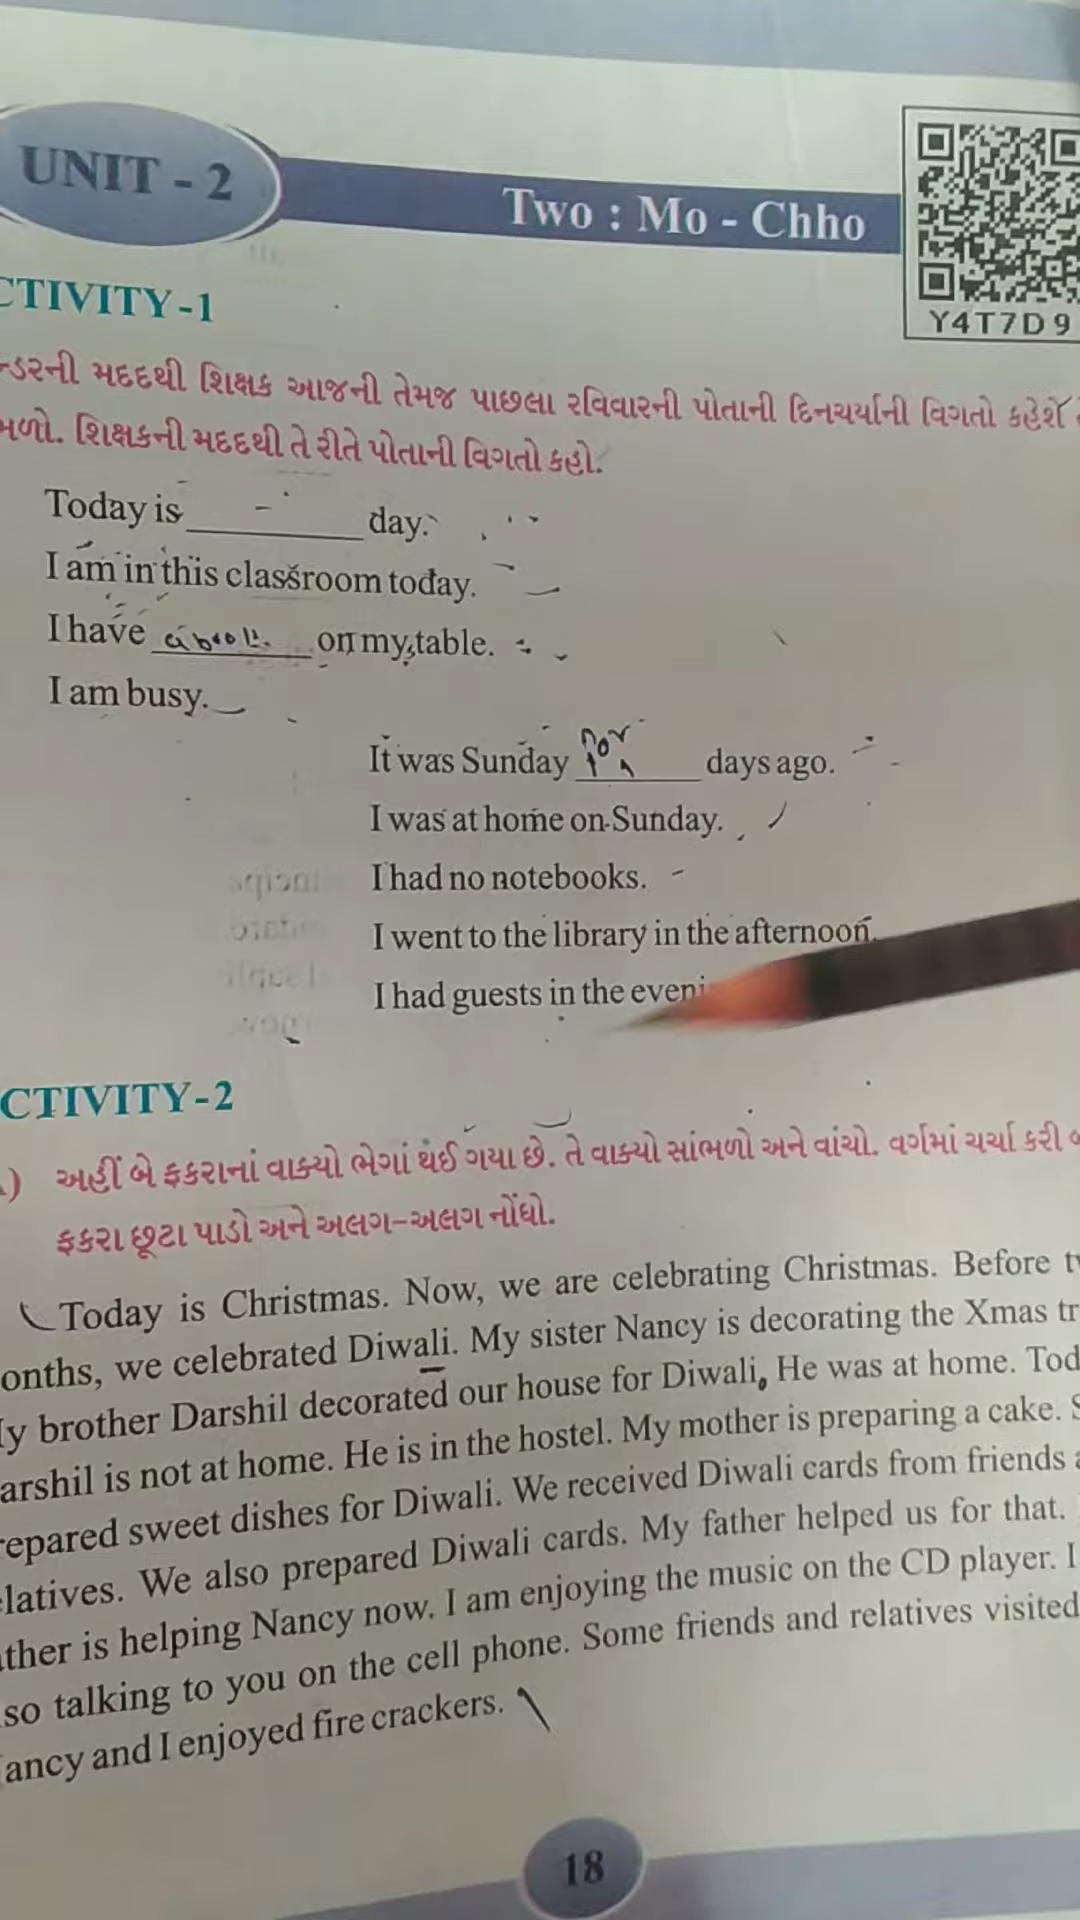 UNIT - 2
Two : Mo - Chho
Y4T7D9
CTIVITY-1
ન્ડરની મદદથી શિક્ષક આજની તેમજ પાછલા રવિવારની પોતાની દિનચર્યાની વિગતો કહેશે
મળો. શિક્ષકની મદદથી તે રીતે પોતાની વિગતો કહો.
Today is ________ day.
I am in this classroom today.
I have ________ on my table.
I am busy.
It was Sunday ________ days ago.
I was at home on Sunday.
I had no notebooks.
I went to the library in the afternoon.
I had guests in the eveni
CTIVITY-2
અહીં બે ફકરાનાં વાક્યો ભેગાં થંઈ ગયા છે. તે વાક્યો સાંભળો અને વાંચો. વર્ગમાં ચર્ચા કરી
ફકરા છૂટા પાડો અને અલગ-અલગ નોંધો.
Today is Christmas. Now, we are celebrating Christmas. Before
onths, we celebrated Diwali. My sister Nancy is decorating the Xmas tr
y brother Darshil decorated our house for Diwali. He was at home. Tod
arshil is not at home. He is in the hostel. My mother is preparing a cake. S
repared sweet dishes for Diwali. We received Diwali cards from friends a
latives. We also prepared Diwali cards. My father helped us for that.
ther is helping Nancy now. I am enjoying the music on the CD player. I
so talking to you on the cell phone. Some friends and relatives visited
ancy and I enjoyed fire crackers.
18